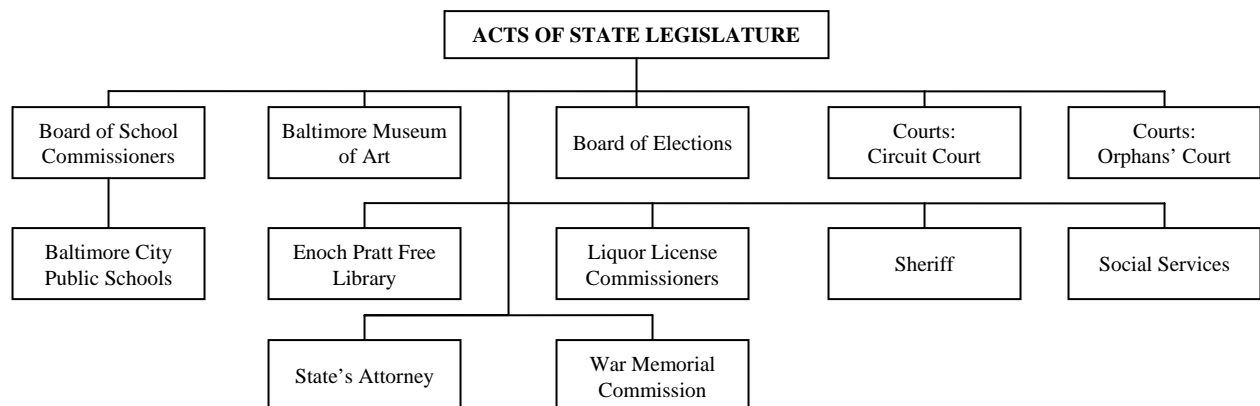 ACTS OF STATE LEGISLATURE
Board of School
Commissioners
Baltimore Museum
of Art
Board of Elections
Courts:
Circuit Court
Courts:
Orphans’ Court
Baltimore City
Public Schools
Enoch Pratt Free
Library
Liquor License
Commissioners
Sheriff
Social Services
State’s Attorney
War Memorial
Commission